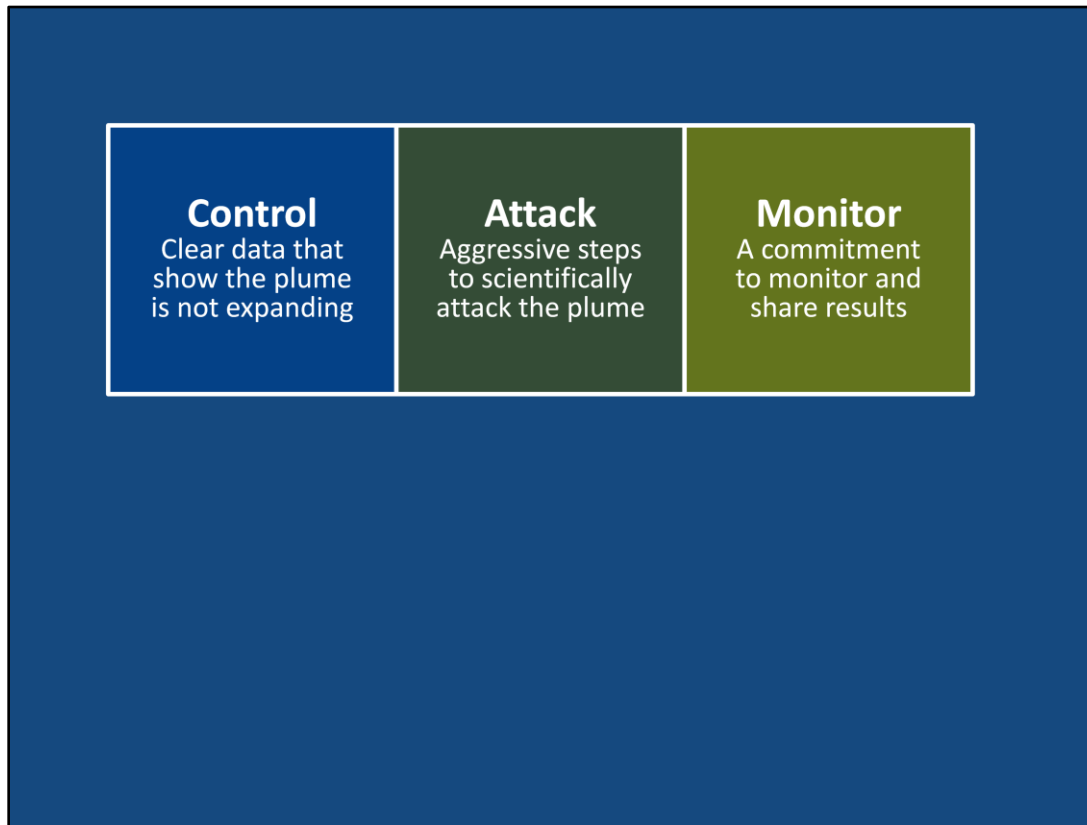 Control
Clear data that
show the plume
is not expanding
Attack
Aggressive steps
to scientifically
attack the plume
Monitor
A commitment
to monitor and
share results